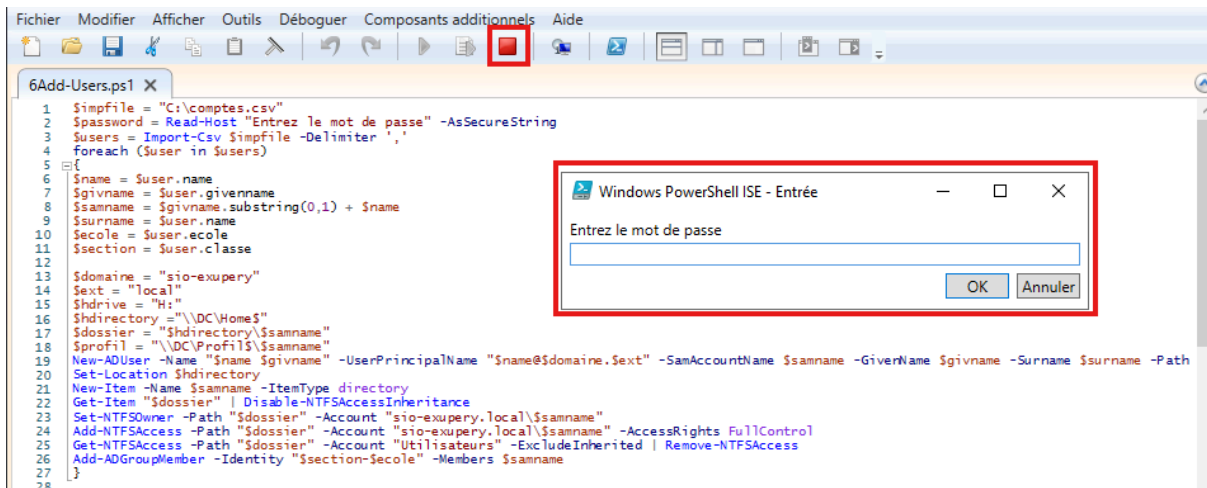 Fichier Modifier Afficher Outils Déboguer Composants additionnels Aide
6Add-Users.ps1 X
1 $impfile = "C:\comptes.csv"
2 $password = Read-Host "Entrez le mot de passe" -AsSecureString
3 $users = Import-Csv $impfile -Delimiter ','
4 foreach ($user in $users)
5 {
6 $name = $user.name
7 $givname = $user.givenname
8 $samname = $givname.substring(0,1) + $name
9 $surname = $user.name
10 $ecole = $user.ecole
11 $section = $user.classe
12
13 $domaine = "sio-exupery"
14 $ext = "local"
15 $hdrive = "H:"
16 $hdirectory ="\\DC\Home$"
17 $dossier = "$hdirectory\$samname"
18 $profil = "\\DC\Profil$\$samname"
19 New-ADUser -Name "$name $givname" -UserPrincipalName "$name@$domaine.$ext" -SamAccountName $samname -GivenName $givname -Surname $surname -Path
20 Set-Location $hdirectory
21 New-Item -Name $samname -ItemType directory
22 Get-Item "$dossier" | Disable-NTFSAccessInheritance
23 Set-NTFSOwner -Path "$dossier" -Account "sio-exupery.local\$samname"
24 Add-NTFSAccess -Path "$dossier" -Account "sio-exupery.local\$samname" -AccessRights FullControl
25 Get-NTFSAccess -Path "$dossier" -Account "Utilisateurs" -ExcludeInherited | Remove-NTFSAccess
26 Add-ADGroupMember -Identity "$section-$ecole" -Members $samname
27 }
28
Windows PowerShell ISE - Entrée
Entrez le mot de passe
OK Annuler